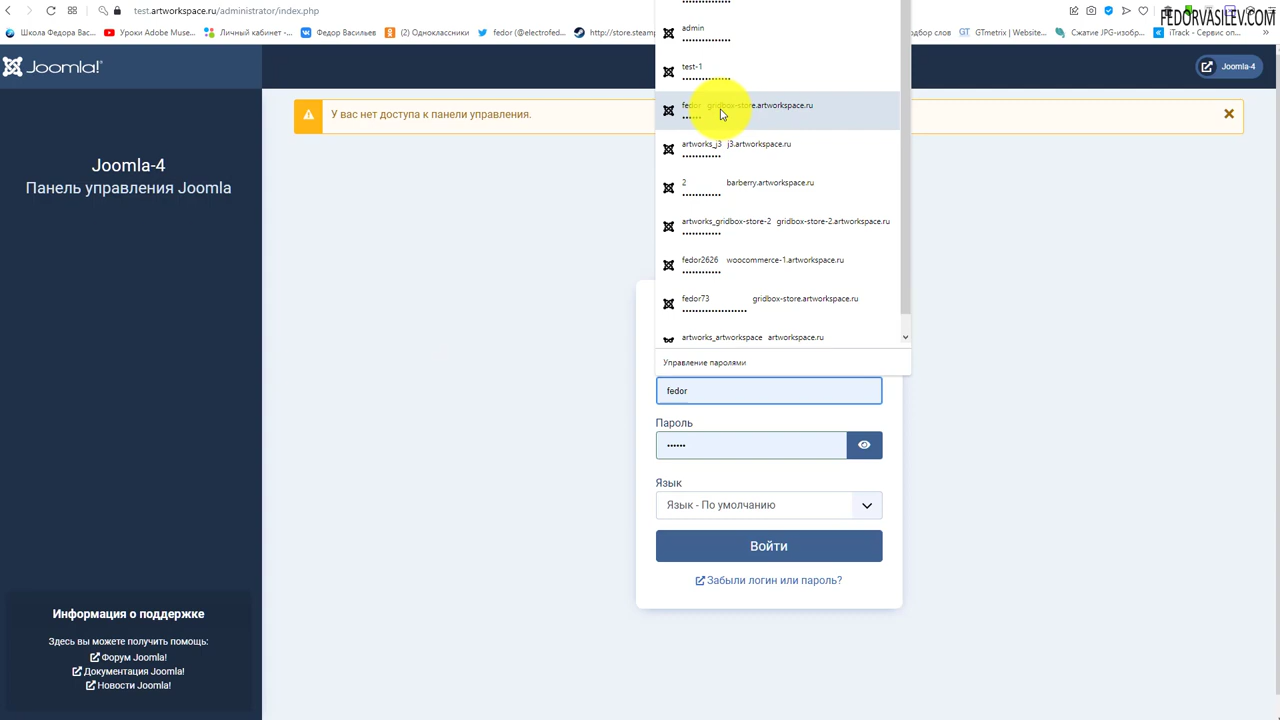 test.artworkspace.ru/administrator/index.php
FEDORVASILEV.COM
Школа Федора Вас...
Уроки Adobe Muse...
Личный кабинет -...
Федор Васильев
(2) Одноклассники
fedor (@electrofed...
http://store.steam
одбор слов
GTmetrix | Website...
Сжатие JPG-изобр...
iTrack - Сервис оп...
Joomla!
Joomla-4
У вас нет доступа к панели управления.
Joomla-4
Панель управления Joomla
admin
••••••••••••
test-1
••••••••••••
fedor gridbox-store.artworkspace.ru
••••••
artworks_j3 j3.artworkspace.ru
••••••••••••
2 barberry.artworkspace.ru
••••••••••••
artworks_gridbox-store-2 gridbox-store-2.artworkspace.ru
••••••••••••
fedor2626 woocommerce-1.artworkspace.ru
••••••••••••
fedor73 gridbox-store.artworkspace.ru
••••••••••••••••••••
artworks_artworkspace artworkspace.ru
Управление паролями
fedor
Пароль
••••••
Язык
Язык - По умолчанию
Войти
Забыли логин или пароль?
Информация о поддержке
Здесь вы можете получить помощь:
Форум Joomla!
Документация Joomla!
Новости Joomla!